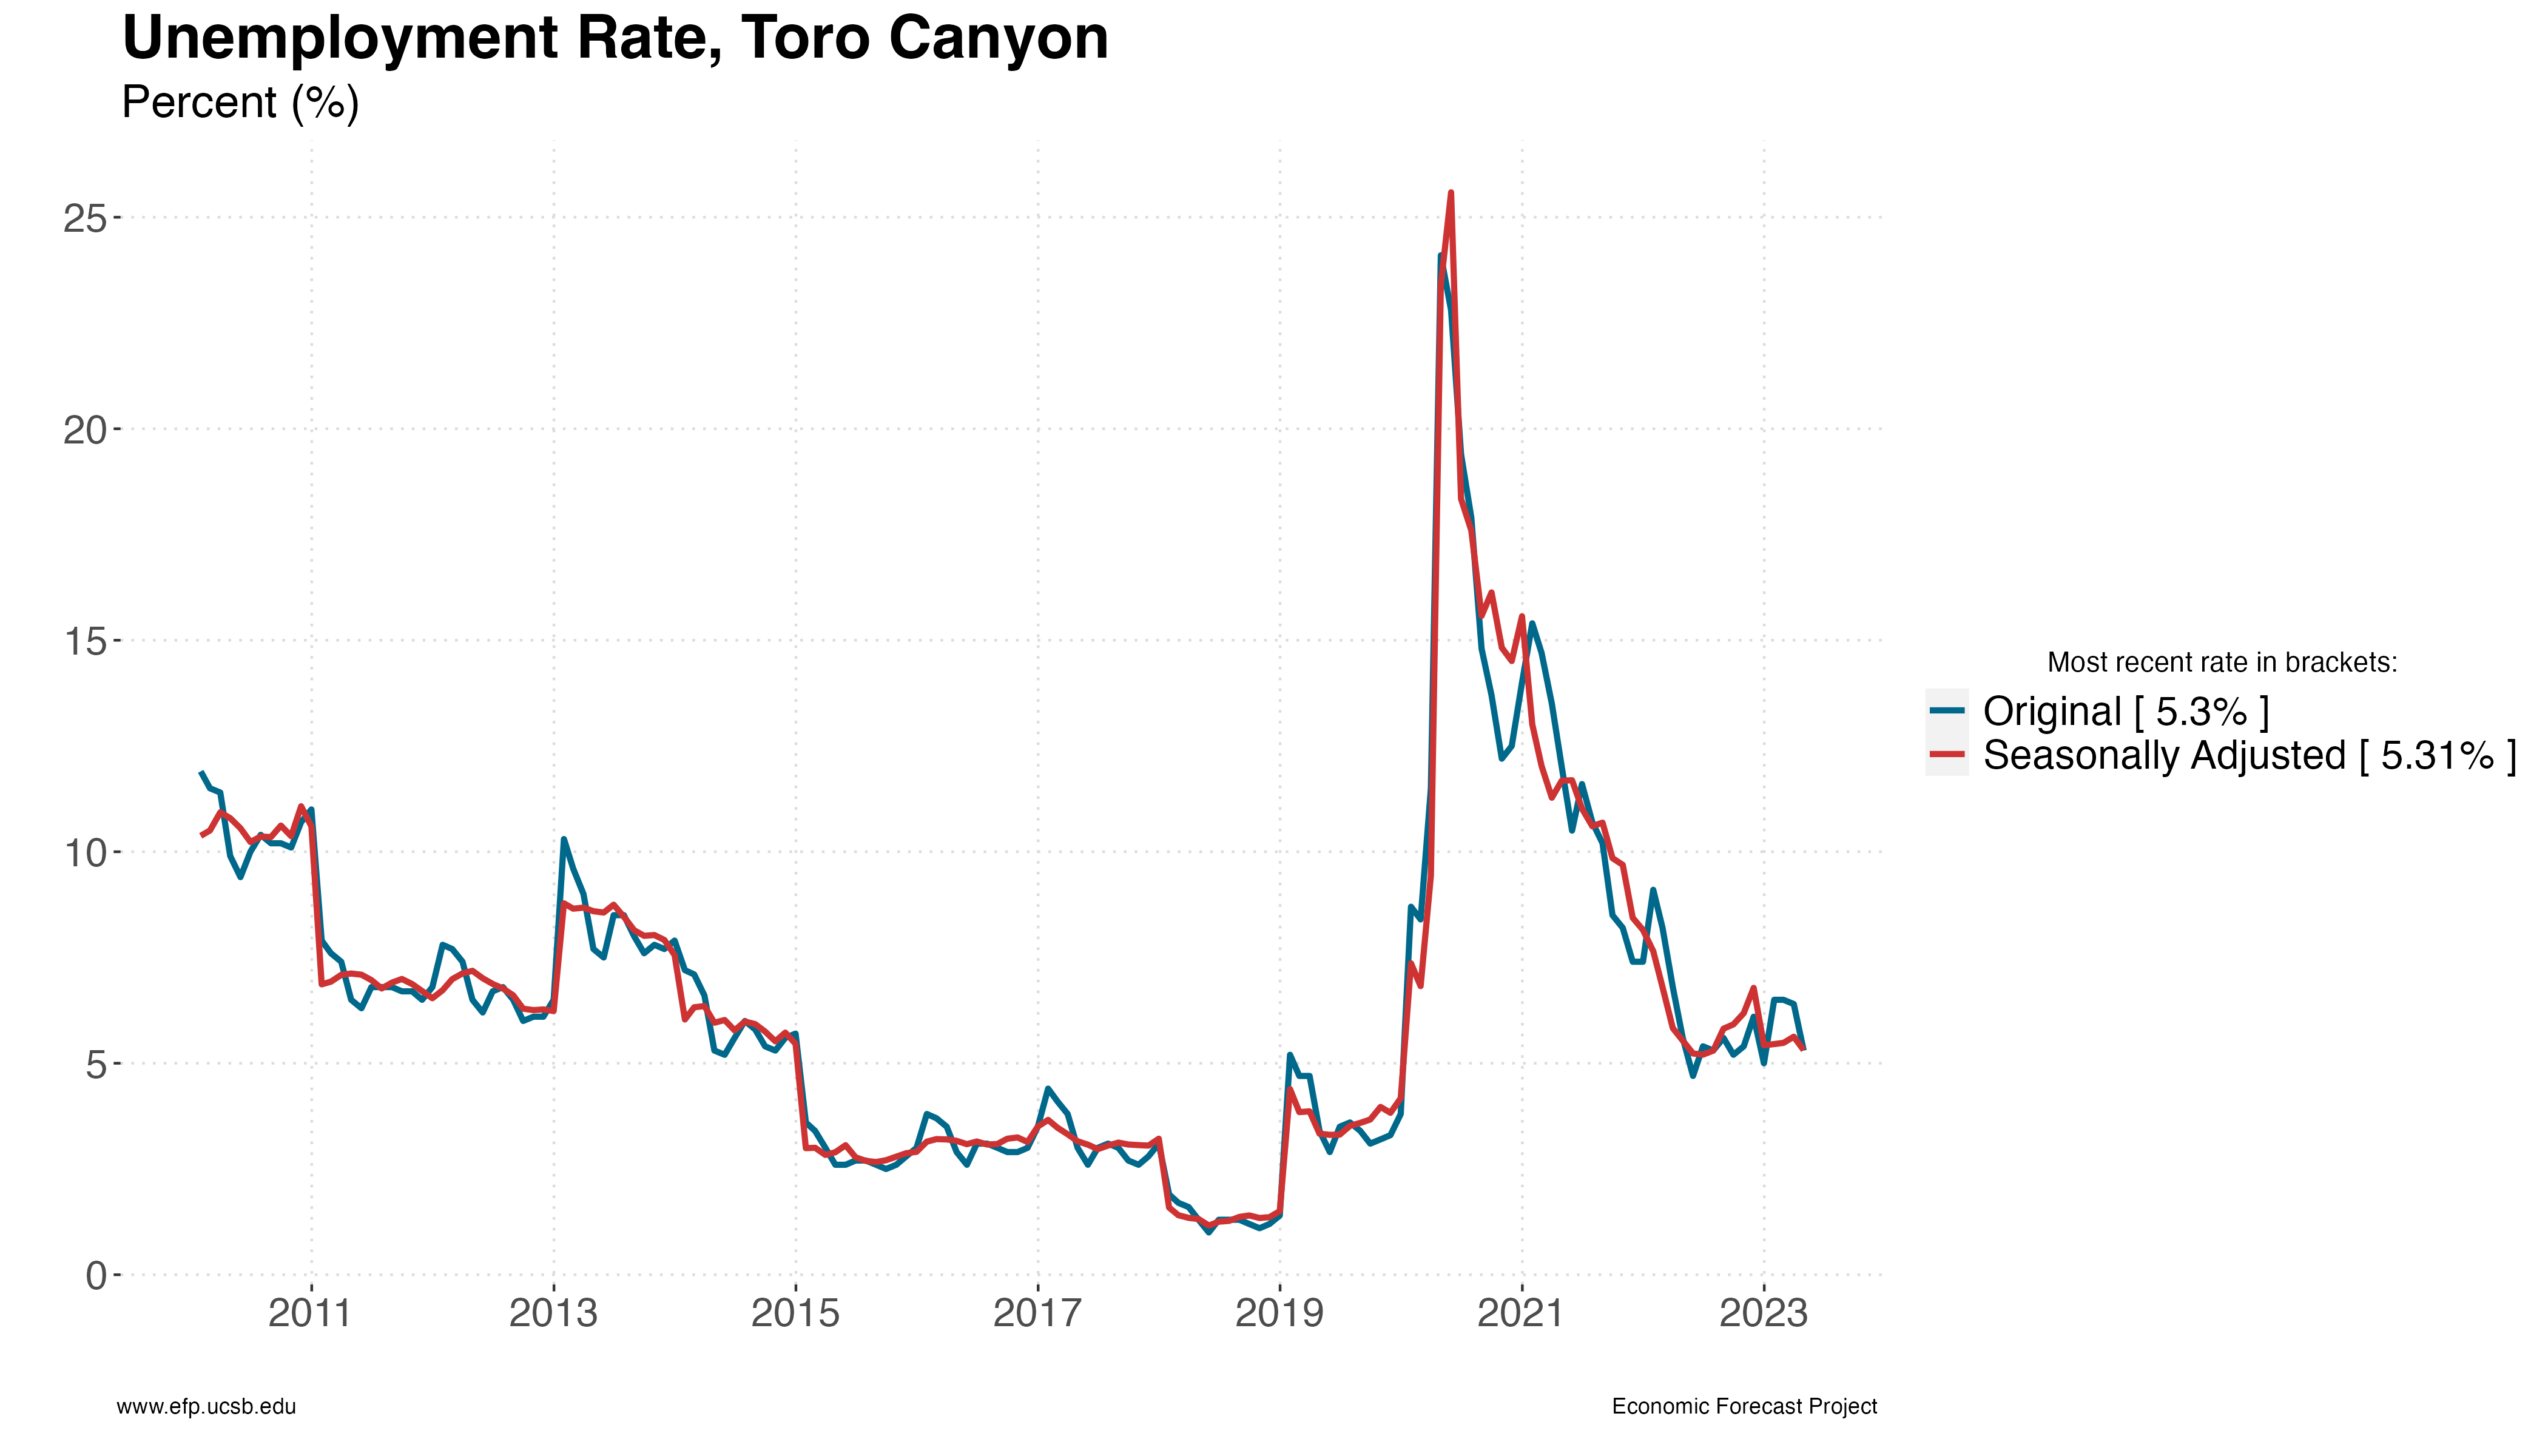 Unemployment Rate, Toro Canyon
Percent (%)
25
20
15
10
5
0
2011 2013 2015 2017 2019 2021 2023
Most recent rate in brackets:
Original [ 5.3% ]
Seasonally Adjusted [ 5.31% ]
www.efp.ucsb.edu
Economic Forecast Project